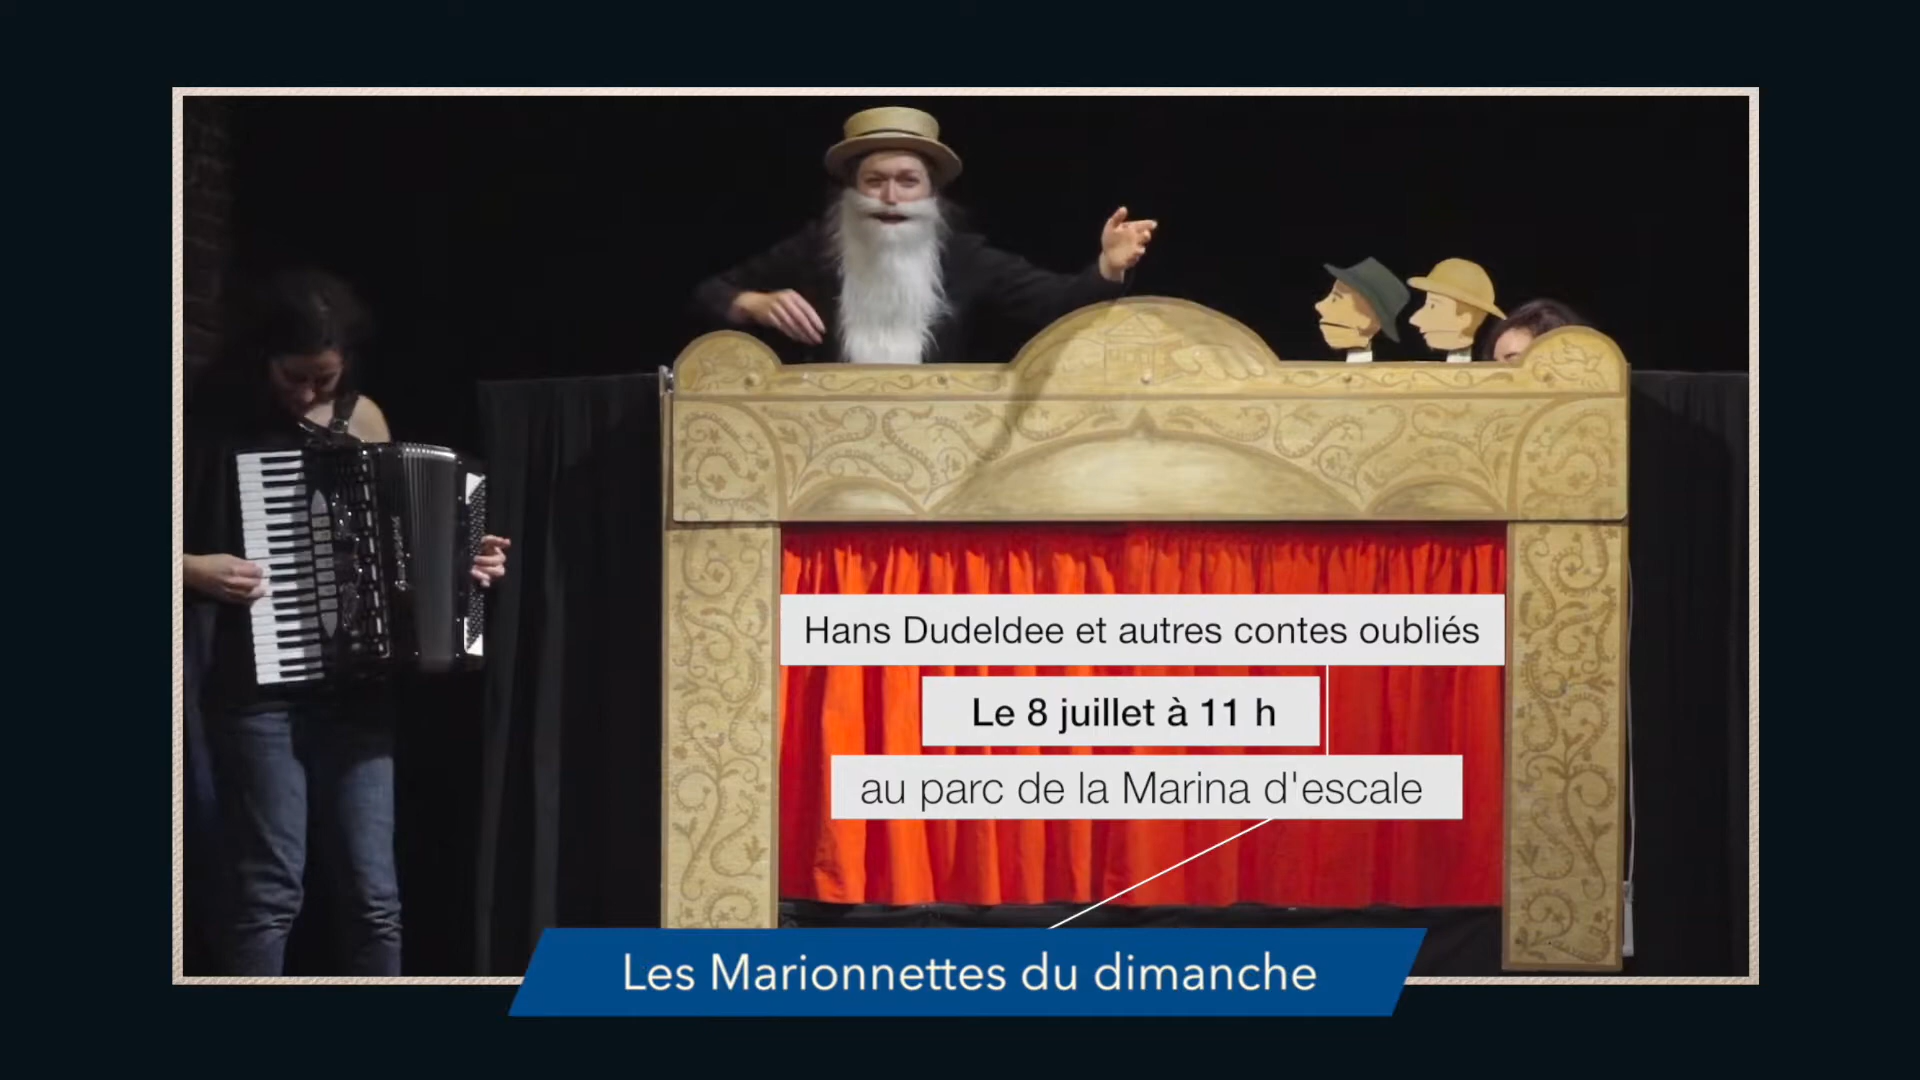 Hans Dudeldee et autres contes oubliés
Le 8 juillet à 11 h
au parc de la Marina d'escale
Les Marionnettes du dimanche